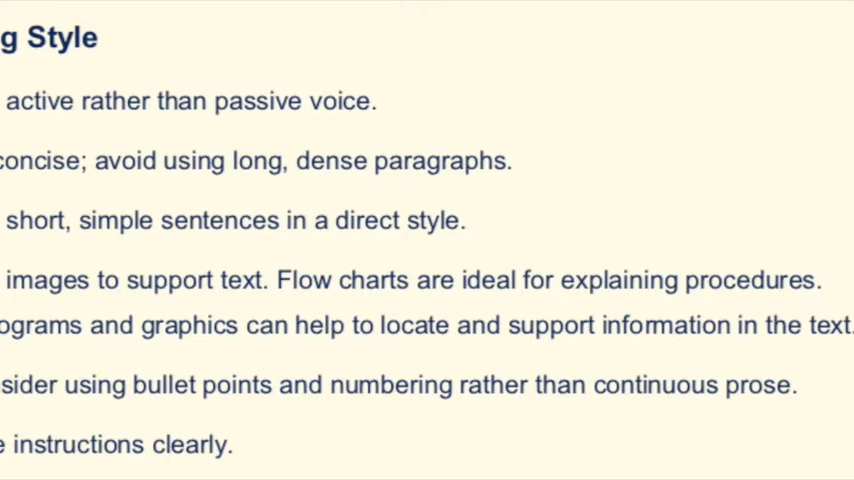 g Style
active rather than passive voice.
concise; avoid using long, dense paragraphs.
short, simple sentences in a direct style.
images to support text. Flow charts are ideal for explaining procedures.
ograms and graphics can help to locate and support information in the text.
sider using bullet points and numbering rather than continuous prose.
e instructions clearly.